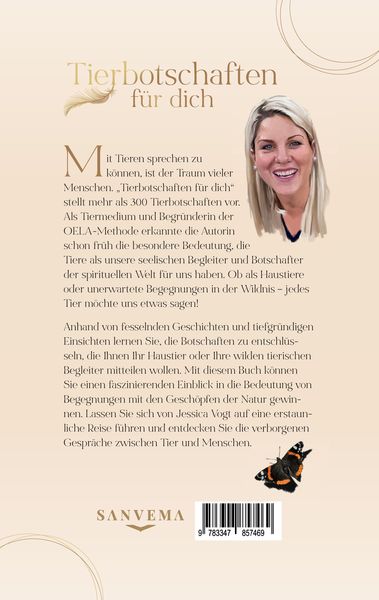 Tierbotschaften
für dich
Mit Tieren sprechen zu
können, ist der Traum vieler
Menschen. „Tierbotschaften für dich“
stellt mehr als 300 Tierbotschaften vor.
Als Tiermedium und Begründerin der
OELA-Methode erkannte die Autorin
schon früh die besondere Bedeutung, die
Tiere als unsere seelischen Begleiter und Botschafter
der spirituellen Welt für uns haben. Ob als Haustiere
oder unerwartete Begegnungen in der Wildnis – jedes
Tier möchte uns etwas sagen!
Anhand von fesselnden Geschichten und tiefgründigen
Einsichten lernen Sie, die Botschaften zu entschlüs-
seln, die Ihnen Ihr Haustier oder Ihre wilden tierischen
Begleiter mitteilen wollen. Mit diesem Buch können
Sie einen faszinierenden Einblick in die Bedeutung von
Begegnungen mit den Geschöpfen der Natur gewin-
nen. Lassen Sie sich von Jessica Vogt auf eine erstaun-
liche Reise führen und entdecken Sie die verborgenen
Gespräche zwischen Tier und Menschen.
SANVEMA
9 783347 857469